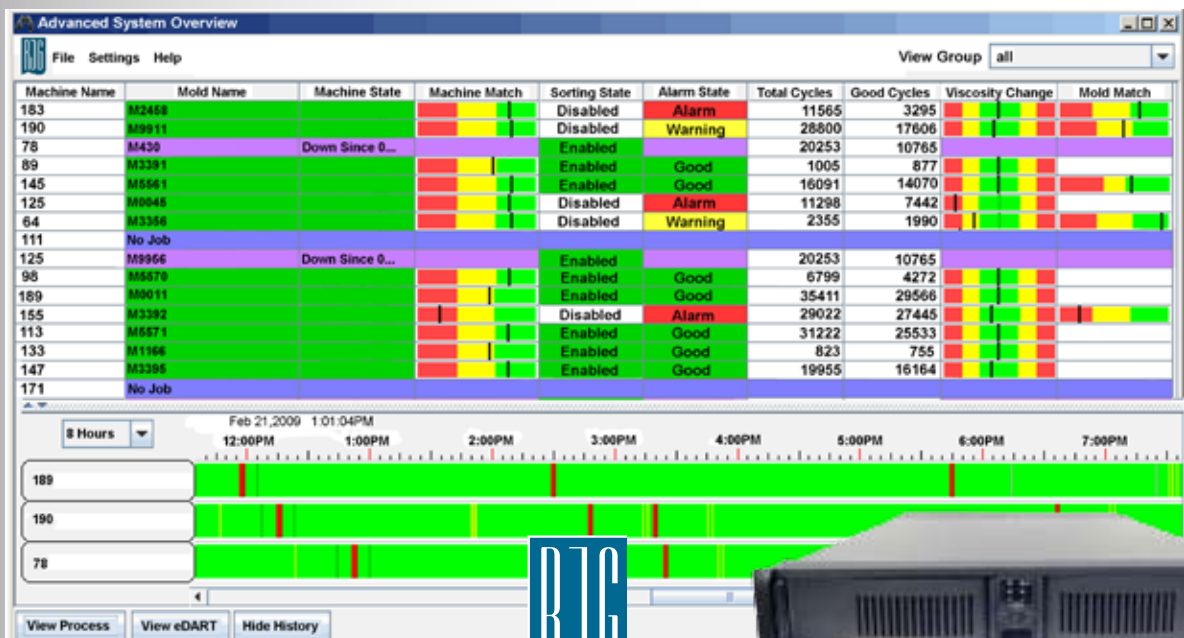 Advanced System Overview
RJG File Settings Help View Group all
Machine Name Mold Name Machine State Machine Match Sorting State Alarm State Total Cycles Good Cycles Viscosity Change Mold Match
183 M2458 Disabled Alarm 11565 3295
190 M9911 Disabled Warning 28800 17606
78 M430 Down Since 0... Enabled 20253 10765
89 M3391 Enabled Good 1005 877
145 M5561 Enabled Good 16091 14070
125 M0045 Disabled Alarm 11298 7442
64 M3356 Disabled Warning 2355 1990
111 No Job
125 M9956 Down Since 0... Enabled 20253 10765
98 M5570 Enabled Good 6799 4272
189 M0011 Enabled Good 35411 29566
155 M3392 Disabled Alarm 29022 27445
113 M5571 Enabled Good 31222 25533
133 M1166 Enabled Good 823 755
147 M3395 Enabled Good 19955 16164
171 No Job
8 Hours
Feb 21,2009 1:01:04PM
12:00PM 1:00PM 2:00PM 3:00PM 4:00PM 5:00PM 6:00PM 7:00PM
189
190
78
RJG
View Process View eDART Hide History